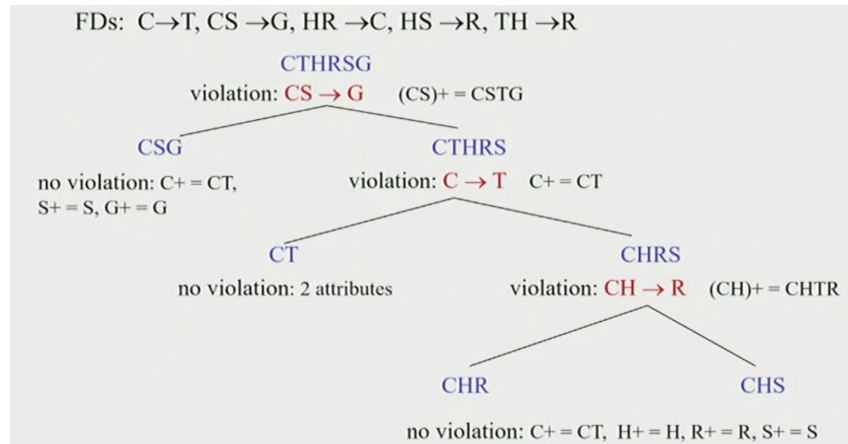 FDs: C→T, CS →G, HR →C, HS →R, TH →R
CTHRSG
violation: CS → G (CS)+ = CSTG
CSG
CTHRS
no violation: C+ = CT,
S+ = S, G+ = G
violation: C → T C+ = CT
CT
CHRS
no violation: 2 attributes
violation: CH → R (CH)+ = CHTR
CHR
CHS
no violation: C+ = CT, H+ = H, R+ = R, S+ = S